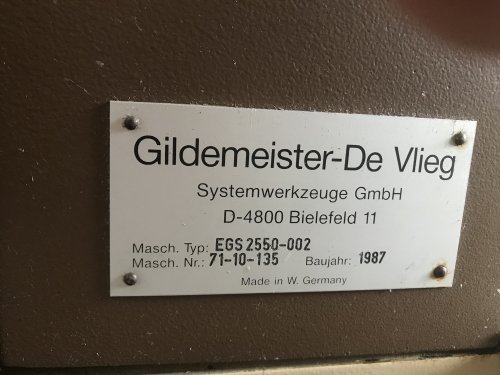 Gildemeister-De Vlieg
Systemwerkzeuge GmbH
D-4800 Bielefeld 11
Masch. Typ: EGS 2550-002
Masch. Nr.: 71-10-135 Baujahr: 1987
Made in W. Germany